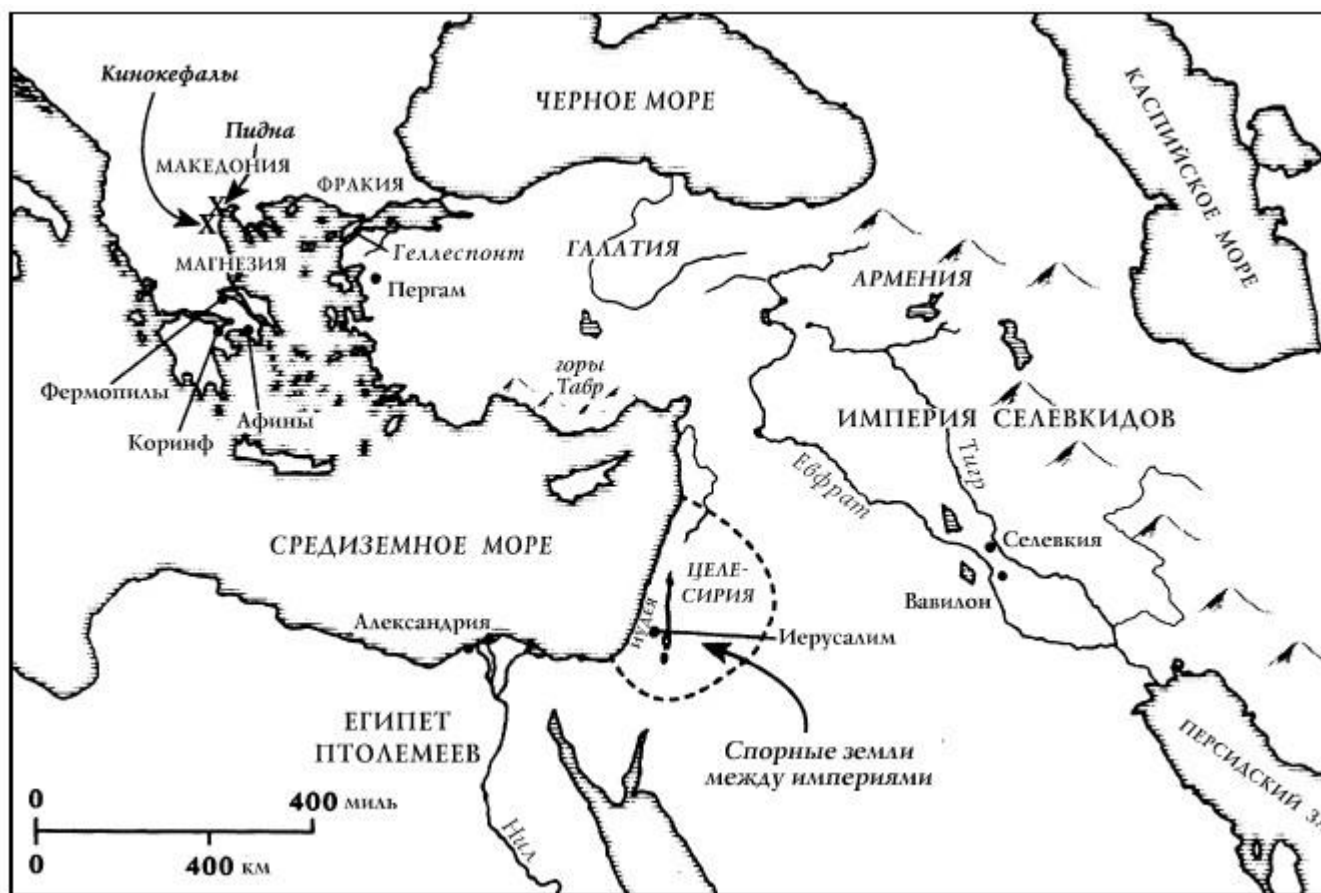 Кинокефалы
Пидна
МАКЕДОНИЯ
ФРАКИЯ
ЧЕРНОЕ МОРЕ
КАСПИЙСКОЕ МОРЕ
МАГНЕЗИЯ
Геллеспонт
Пергам
ГАЛАТИЯ
АРМЕНИЯ
Фермопилы
Коринф
Афины
горы
Тавр
ИМПЕРИЯ СЕЛЕВКИДОВ
Евфрат
Тигр
СРЕДИЗЕМНОЕ МОРЕ
ЦЕЛЕ-
СИРИЯ
ИУДЕЯ
Селевкия
Вавилон
Александрия
Иерусалим
ЕГИПЕТ
ПТОЛЕМЕЕВ
Спорные земли
между империями
ПЕРСИДСКИЙ ЗА
Нил
0 400 миль
0 400 км
X
X